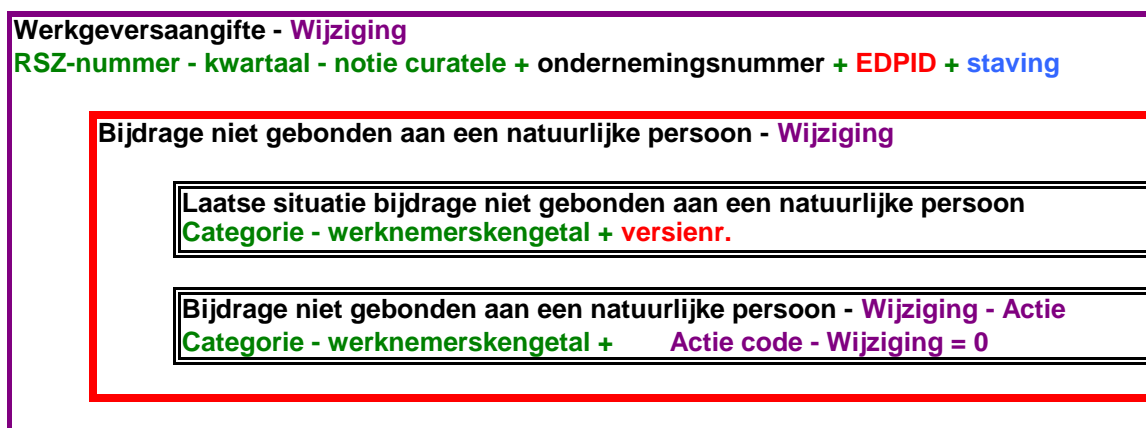 Werkgeversaangifte - Wijziging
RSZ-nummer - kwartaal - notie curatele + ondernemingsnummer + EDPID + staving
Bijdrage niet gebonden aan een natuurlijke persoon - Wijziging
Laatse situatie bijdrage niet gebonden aan een natuurlijke persoon
Categorie - werknemerskengetal + versienr.
Bijdrage niet gebonden aan een natuurlijke persoon - Wijziging - Actie
Categorie - werknemerskengetal + Actie code - Wijziging = 0